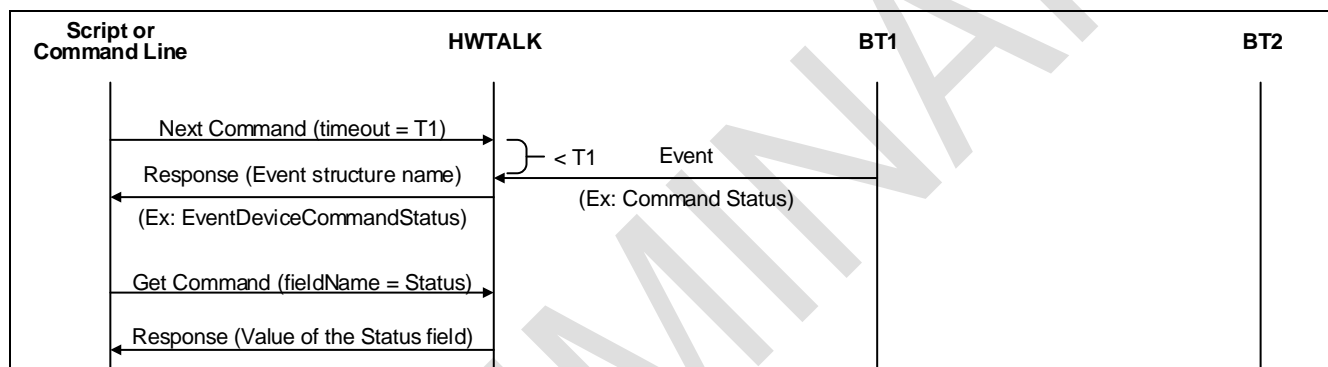 Script or
Command Line
HWTALK
BT1
BT2
Next Command (timeout = T1)
< T1
Event
Response (Event structure name)
(Ex: Command Status)
(Ex: EventDeviceCommandStatus)
Get Command (fieldName = Status)
Response (Value of the Status field)